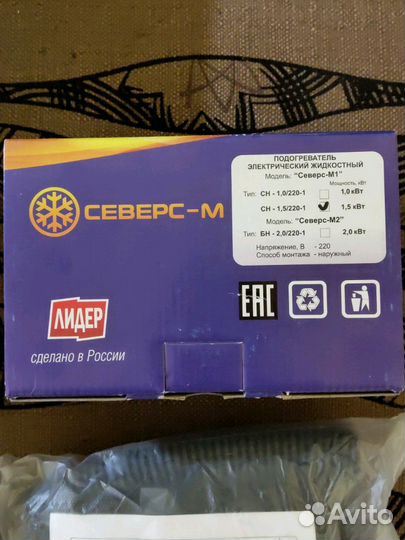 ПОДОГРЕВАТЕЛЬ
ЭЛЕКТРИЧЕСКИЙ ЖИДКОСТНЫЙ
Модель: "Северс-М1"
Мощность, кВт
Тип: СН - 1,0/220-1 1,0 кВт
СН - 1,5/220-1 1,5 кВт
Модель: "Северс-М2"
Тип: БН - 2,0/220-1 2,0 кВт
Напряжение, В - 220
Способ монтажа - наружный
СЕВЕРС-М
ЕАС
ЛИДЕР
сделано в России
Avito